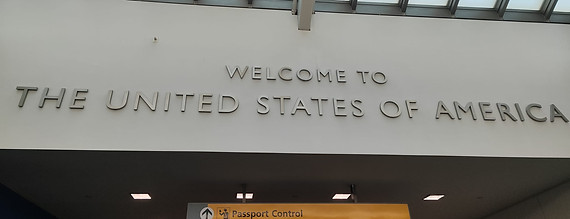 WELCOME TO
THE UNITED STATES OF AMERICA
Passport Control